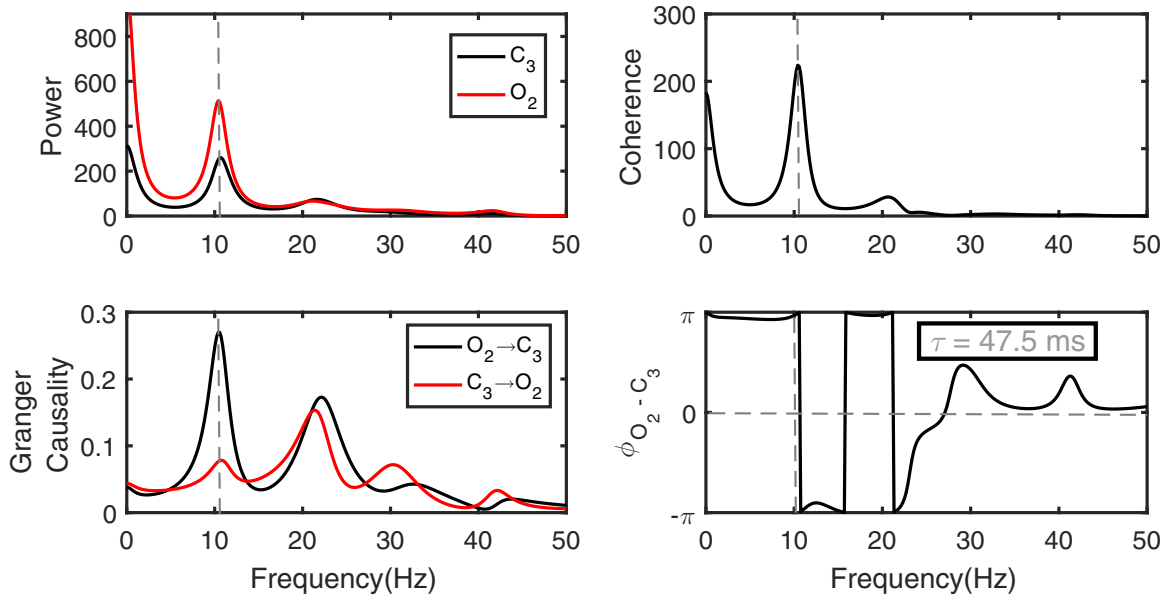 Power
800
600
400
200
0
0 10 20 30 40 50
C₃
O₂
Coherence
300
200
100
0
0 10 20 30 40 50
Granger
Causality
0.3
0.2
0.1
0
0 10 20 30 40 50
Frequency(Hz)
O₂→C₃
C₃→O₂
ϕO₂ - C₃
π
0
-π
0 10 20 30 40 50
Frequency(Hz)
τ = 47.5 ms